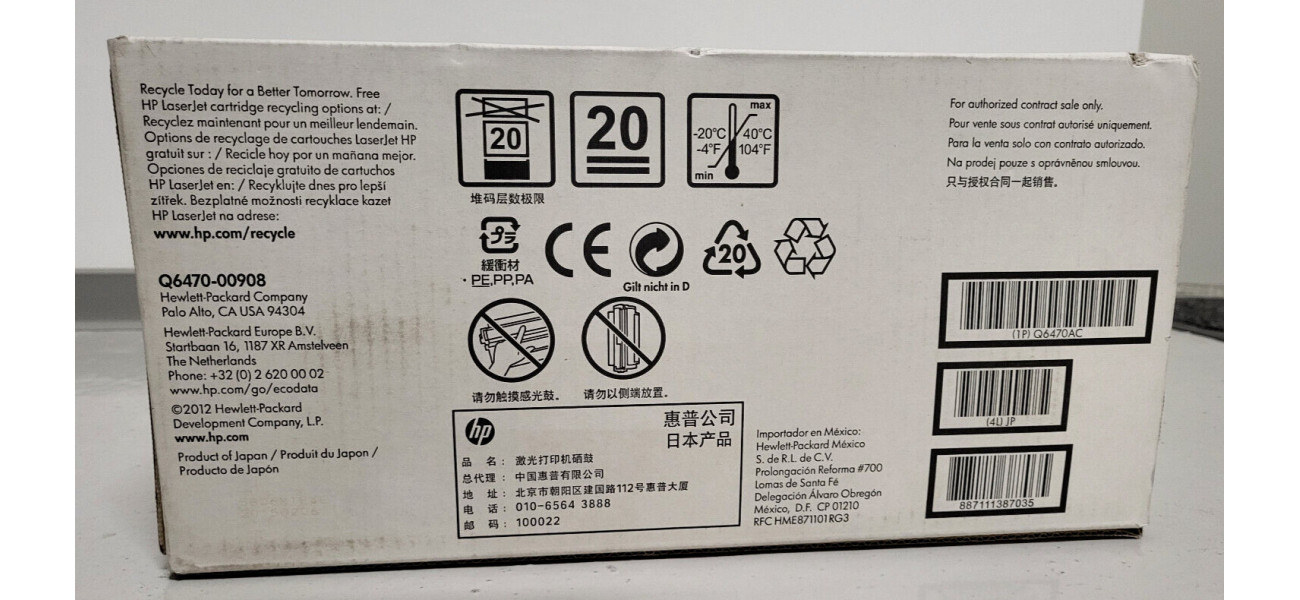 Recycle Today for a Better Tomorrow. Free
HP LaserJet cartridge recycling options at: /
Recyclez maintenant pour un meilleur lendemain.
Options de recyclage de cartouches LaserJet HP
gratuit sur : / Recicle hoy por un mañana mejor.
Opciones de reciclaje gratuito de cartuchos
HP LaserJet en: / Recyklujte dnes pro lepší
zítřek. Bezplatné možnosti recyklace kazet
HP LaserJet na adrese:
www.hp.com/recycle
Q6470-00908
Hewlett-Packard Company
Palo Alto, CA USA 94304
Hewlett-Packard Europe B.V.
Startbaan 16, 1187 XR Amstelveen
The Netherlands
Phone: +32 (0) 2 620 00 02
www.hp.com/go/ecodata
©2012 Hewlett-Packard
Development Company, L.P.
www.hp.com
Product of Japan / Produit du Japon /
Producto de Japón
20
堆码层数极限
20
max
-20°C 40°C
-4°F 104°F
min
プラ
緩衝材
PE,PP,PA
CE
Gilt nicht in D
20
请勿触摸感光鼓。
请勿以侧端放置。
hp
惠普公司
日本产品
品 名: 激光打印机硒鼓
总代理: 中国惠普有限公司
地 址: 北京市朝阳区建国路112号惠普大厦
电 话: 010-6564 3888
邮 码: 100022
Importador en México:
Hewlett-Packard México
S. de R.L. de C.V.
Prolongación Reforma #700
Lomas de Santa Fé
Delegación Álvaro Obregón
México, D.F. CP 01210
RFC HME871101RG3
For authorized contract sale only.
Pour vente sous contrat autorisé uniquement.
Para la venta solo con contrato autorizado.
Na prodej pouze s oprávněnou smlouvou.
只与授权合同一起销售。
(1P) Q6470AC
(4L) JP
887111387035